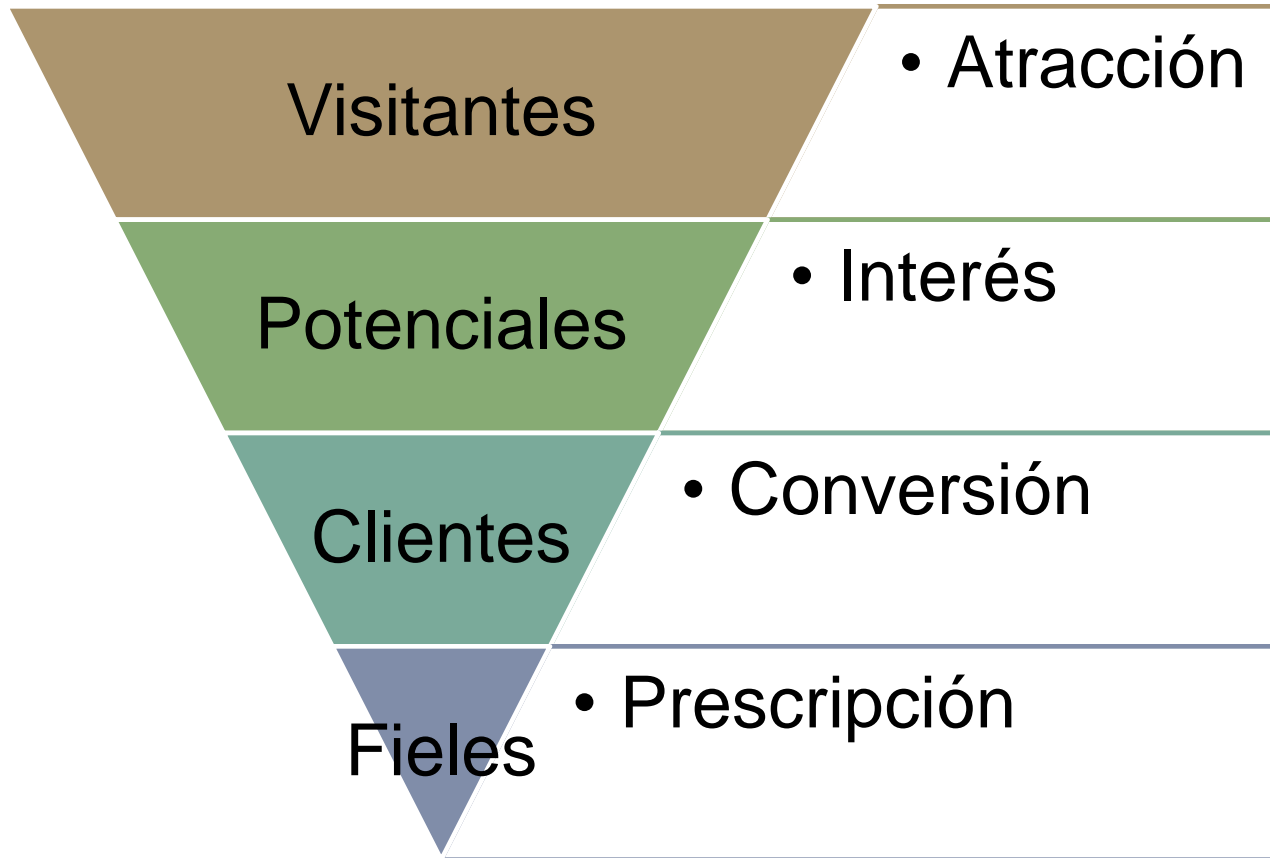 Visitantes
• Atracción
Potenciales
• Interés
Clientes
• Conversión
Fieles
• Prescripción